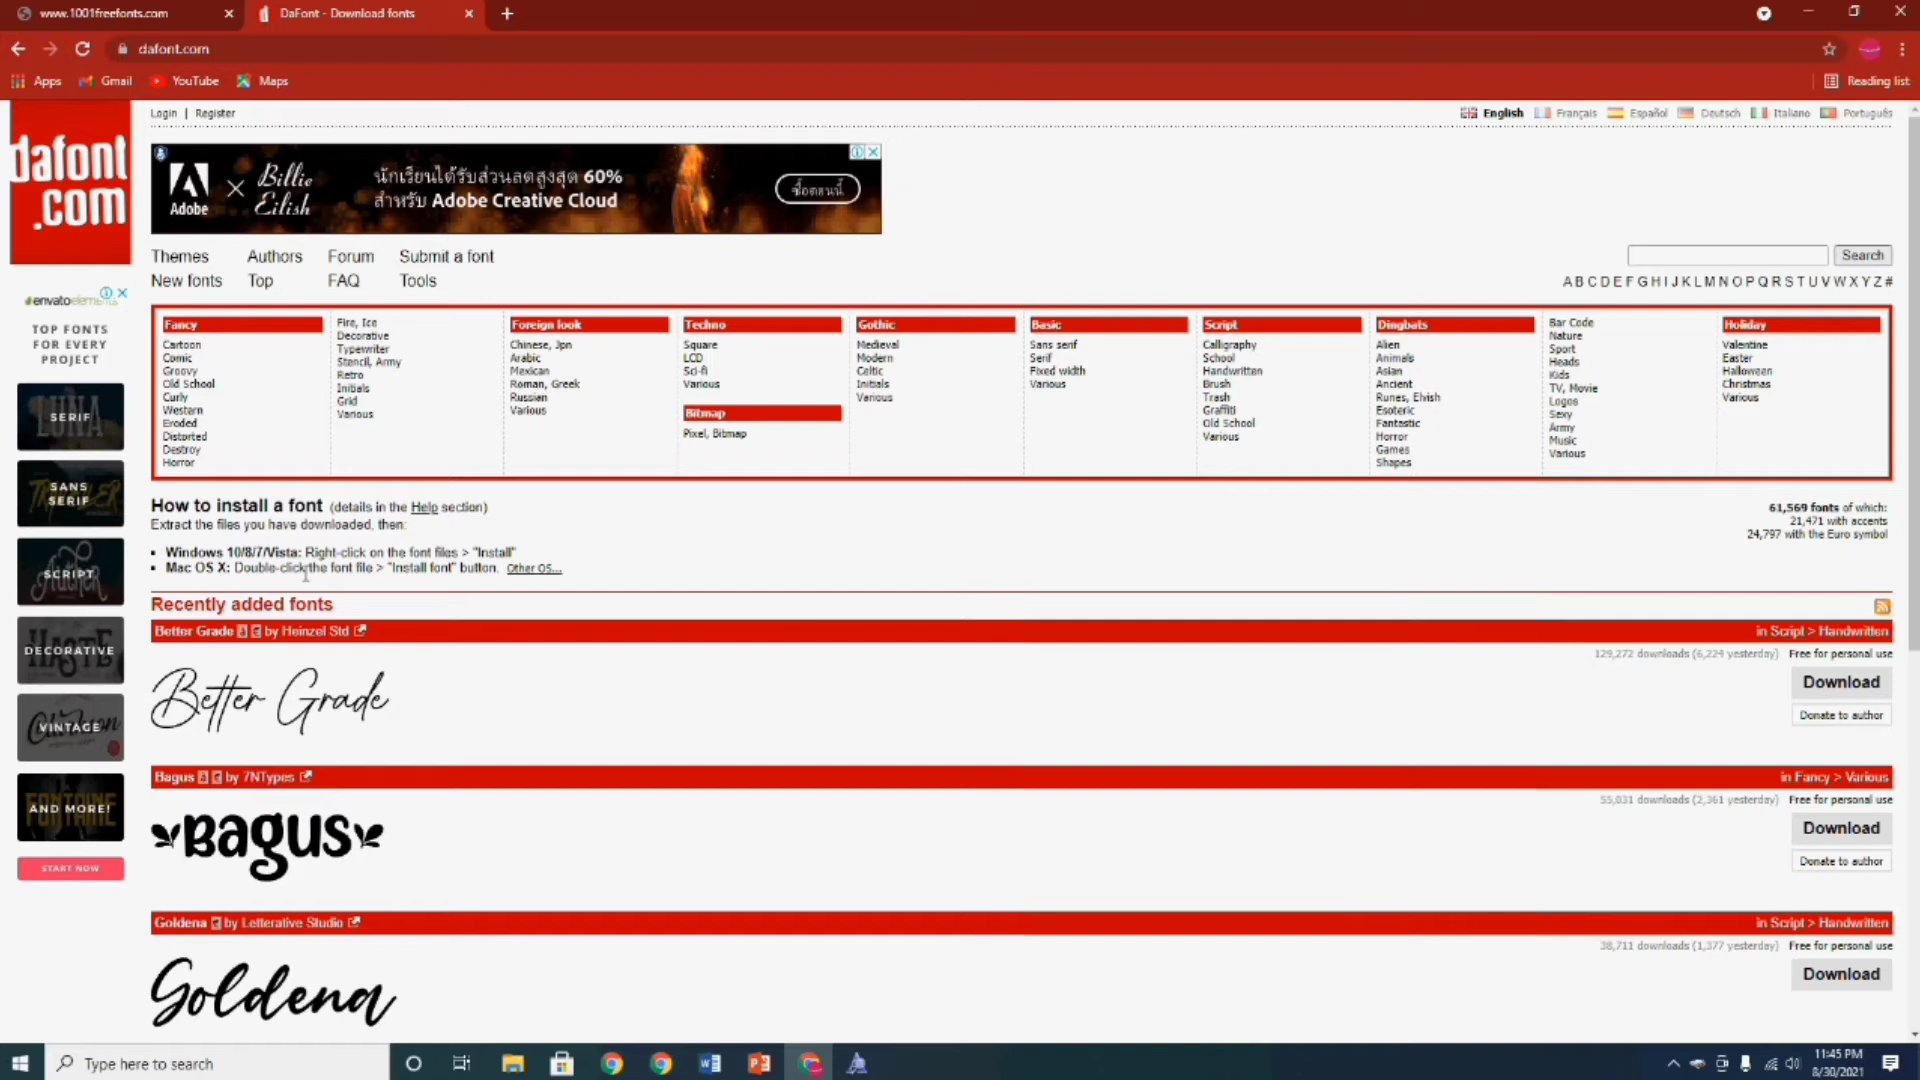 www.1001freefonts.com
DaFont - Download fonts
dafont.com
Apps
Gmail
YouTube
Maps
Reading list
dafont
.com
Login | Register
English Français Español Deutsch Italiano Português
Adobe
Billie
Eilish
นักเรียนได้รับส่วนลดสูงสุด 60%
สำหรับ Adobe Creative Cloud
ซื้อตอนนี้
Themes Authors Forum Submit a font
New fonts Top FAQ Tools
Search
A B C D E F G H I J K L M N O P Q R S T U V W X Y Z #
envatoelements
TOP FONTS
FOR EVERY
PROJECT
SERIF
SANS
SERIF
SCRIPT
DECORATIVE
VINTAGE
AND MORE!
START NOW
Fancy
Cartoon
Comic
Groovy
Old School
Curly
Western
Eroded
Distorted
Destroy
Horror
Fire, Ice
Decorative
Typewriter
Stencil, Army
Retro
Initials
Grid
Various
Foreign look
Chinese, Jpn
Arabic
Mexican
Roman, Greek
Russian
Various
Techno
Square
LCD
Sci-fi
Various
Bitmap
Pixel, Bitmap
Gothic
Medieval
Modern
Celtic
Initials
Various
Basic
Sans serif
Serif
Fixed width
Various
Script
Calligraphy
School
Handwritten
Brush
Trash
Graffiti
Old School
Various
Dingbats
Alien
Animals
Asian
Ancient
Runes, Elvish
Esoteric
Fantastic
Horror
Games
Shapes
Bar Code
Nature
Sport
Heads
Kids
TV, Movie
Logos
Sexy
Army
Music
Various
Holiday
Valentine
Easter
Halloween
Christmas
Various
How to install a font (details in the Help section)
Extract the files you have downloaded, then:
Windows 10/8/7/Vista: Right-click on the font files > "Install"
Mac OS X: Double-click the font file > "Install font" button. Other OS...
61,569 fonts of which:
21,471 with accents
24,797 with the Euro symbol
Recently added fonts
Better Grade by Heinzel Std
in Script > Handwritten
129,272 downloads (6,224 yesterday) Free for personal use
Better Grade
Download
Donate to author
Bagus by 7NTypes
in Fancy > Various
55,031 downloads (2,361 yesterday) Free for personal use
Bagus
Download
Donate to author
Goldena by Letterative Studio
in Script > Handwritten
38,711 downloads (1,377 yesterday) Free for personal use
Goldena
Download
Type here to search
11:45 PM
8/30/2021